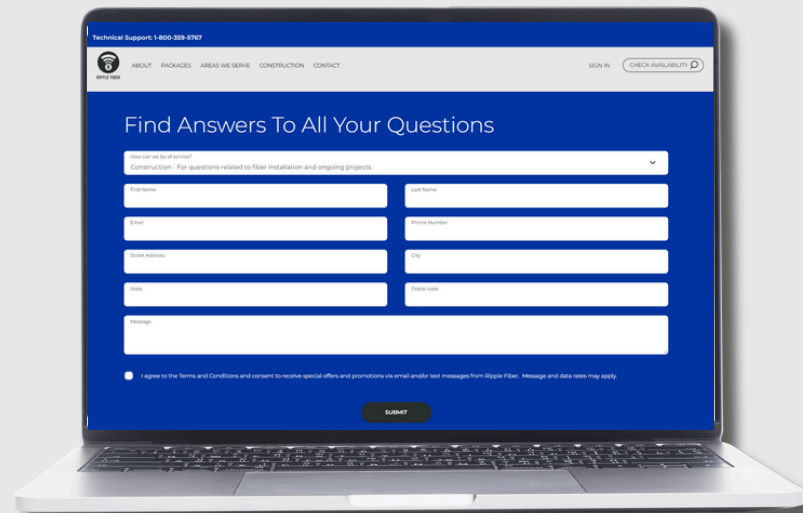 Technical Support: 1-800-359-5767
RIPPLE FIBER
ABOUT PACKAGES AREAS WE SERVE CONSTRUCTION CONTACT
SIGN IN CHECK AVAILABILITY
Find Answers To All Your Questions
How can we be of service?
Construction - For questions related to fiber installation and ongoing projects
First Name
Last Name
Email
Phone Number
Street Address
City
State
Postal code
Message
I agree to the Terms and Conditions and consent to receive special offers and promotions via email and/or text messages from Ripple Fiber. Message and data rates may apply.
SUBMIT